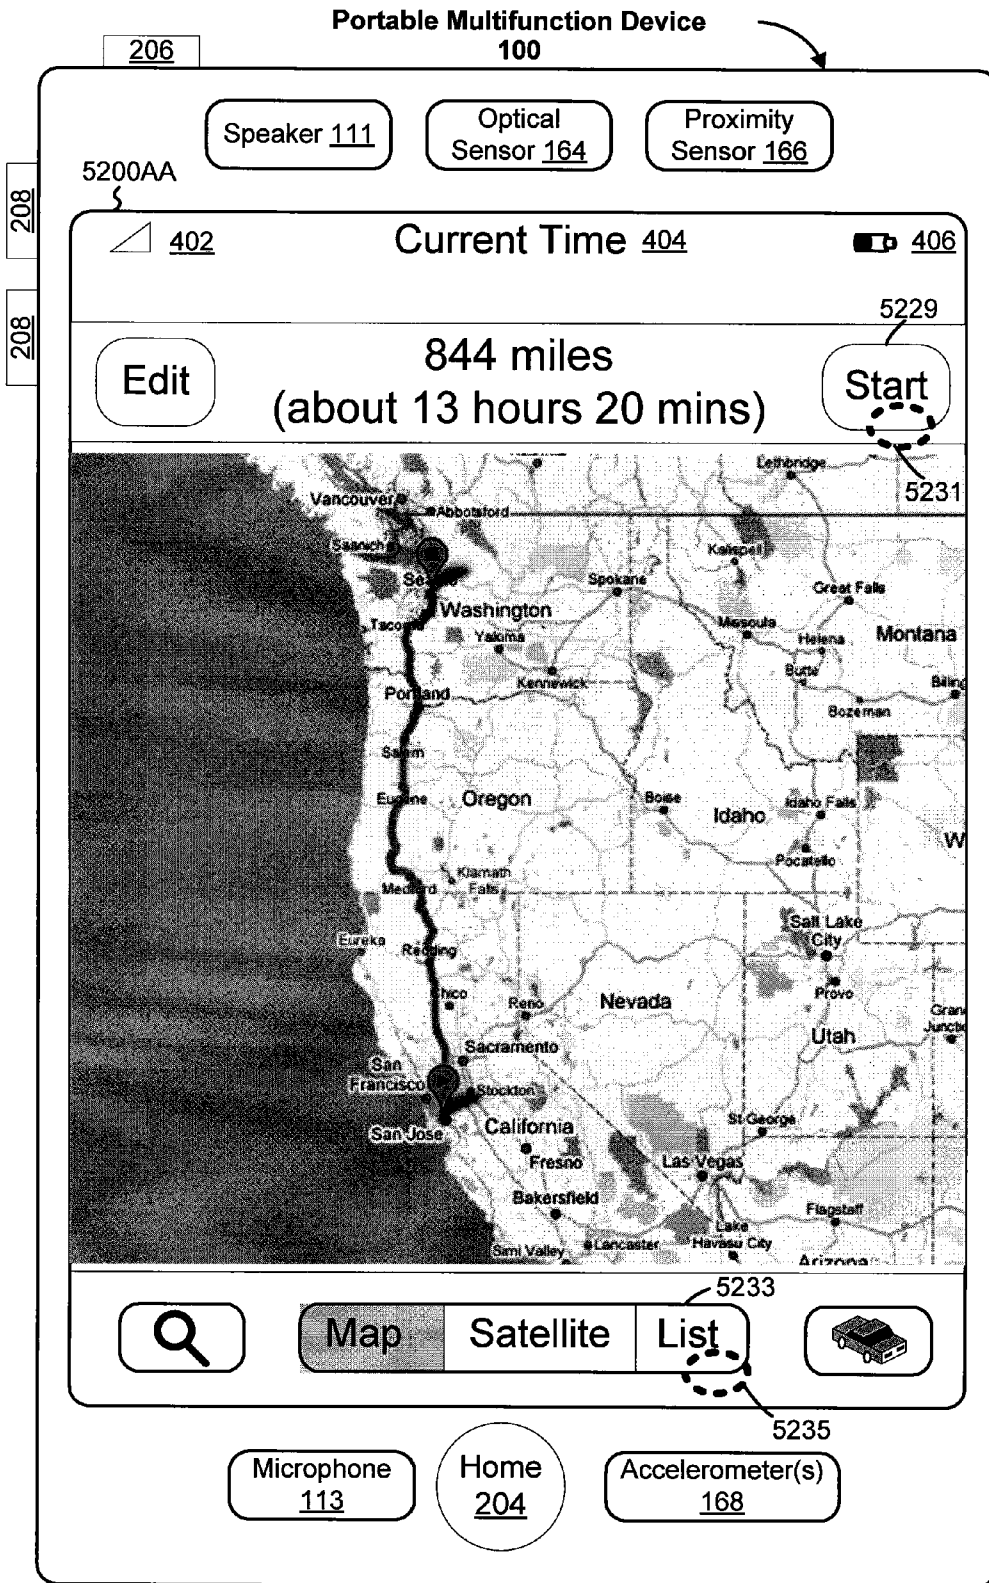 Portable Multifunction Device
100
206
Speaker 111
Optical
Sensor 164
Proximity
Sensor 166
5200AA
208
208
402
Current Time 404
406
5229
Edit
844 miles
(about 13 hours 20 mins)
Start
5231
Lethbridge
Vancouver
Abbotsford
Saanich
Kalispell
Spokane
Great Falls
Washington
Tacoma
Yakima
Missoula
Helena
Montana
Kennewick
Butte
Portland
Bozeman
Salem
Eugene
Oregon
Boise
Idaho
Idaho Falls
W
Pocatello
Klamath
Falls
Medford
Salt Lake
City
Eureka
Redding
Provo
Chico
Reno
Nevada
Utah
Sacramento
San
Francisco
Stockton
St George
San Jose
California
Fresno
Las Vegas
Bakersfield
Flagstaff
Lake
Havasu City
Simi Valley
Lancaster
Arizona
5233
Map
Satellite
List
5235
Microphone
113
Home
204
Accelerometer(s)
168